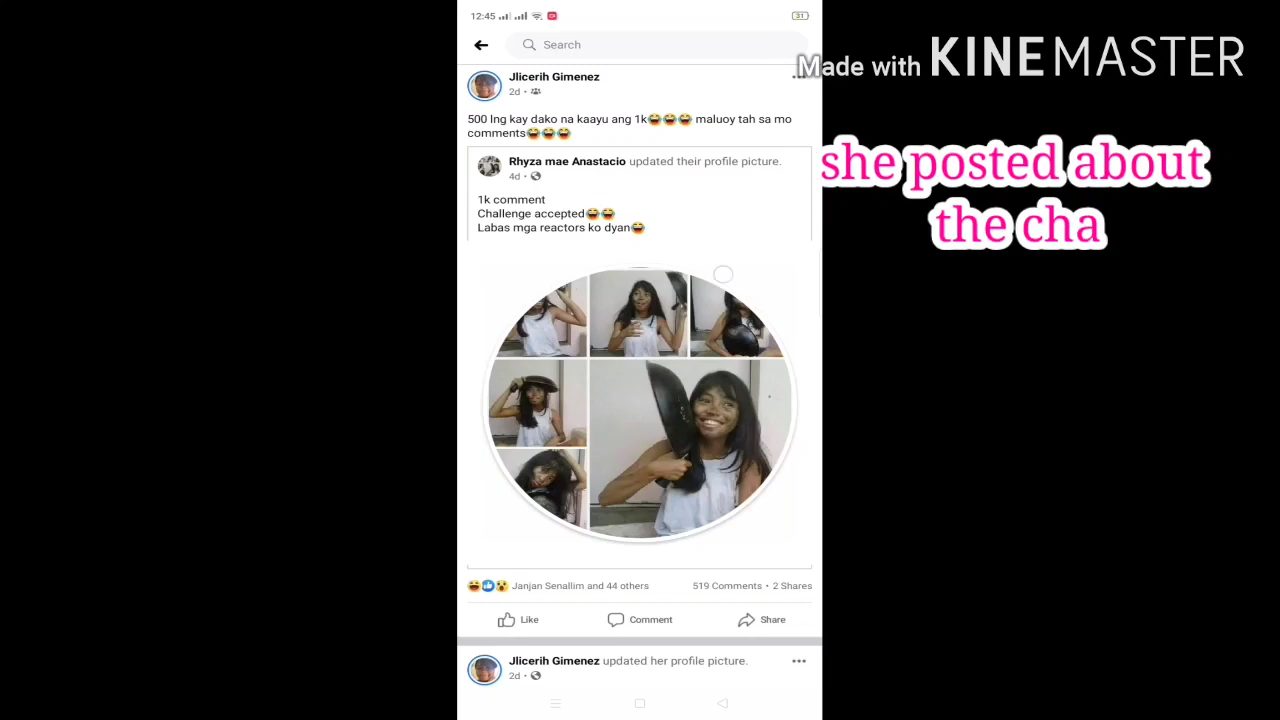 12:45
31
Search
Made with KINEMASTER
Jlicerih Gimenez
2d
500 lng kay dako na kaayu ang 1k😂😂😂 maluoy tah sa mo
comments😂😂😂
Rhyza mae Anastacio updated their profile picture.
4d
1k comment
Challenge accepted😂😂
Labas mga reactors ko dyan😂
she posted about
the cha
Janjan Senallim and 44 others
519 Comments • 2 Shares
Like
Comment
Share
Jlicerih Gimenez updated her profile picture.
2d